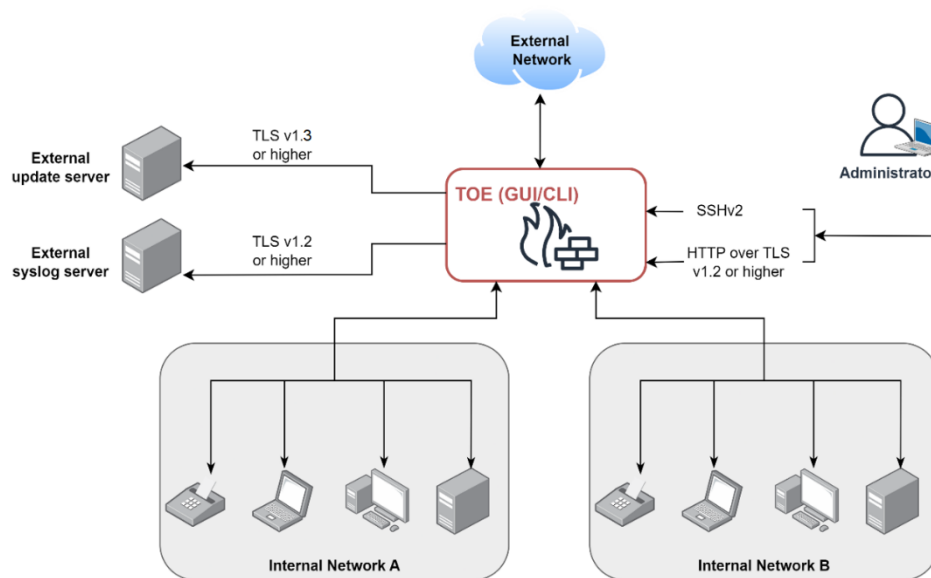 External
Network
TLS v1.3
or higher
External
update server
TOE (GUI/CLI)
SSHv2
Administrato
TLS v1.2
or higher
External
syslog server
HTTP over TLS
v1.2 or higher
Internal Network A
Internal Network B